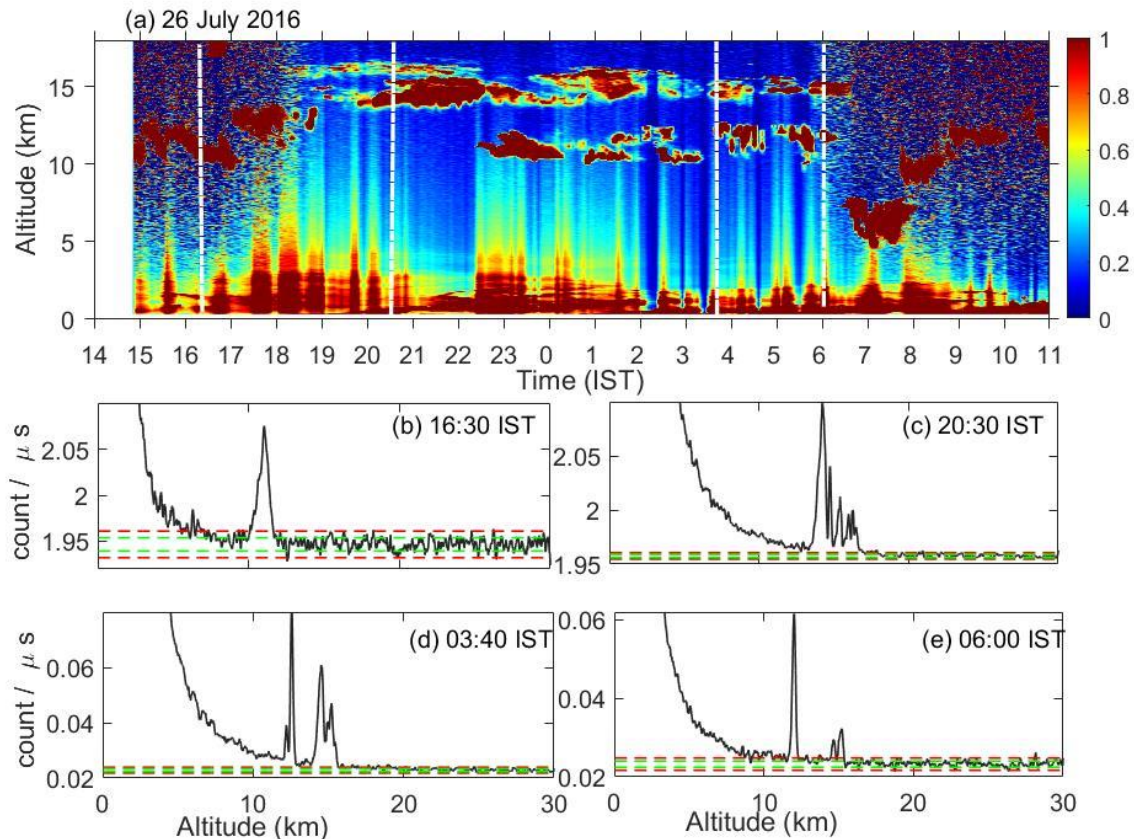 (a) 26 July 2016
14 15 16 17 18 19 20 21 22 23 0 1 2 3 4 5 6 7 8 9 10 11
Time (IST)
Altitude (km)
15
10
5
0
1
0.8
0.6
0.4
0.2
0
(b) 16:30 IST
count / μ s
2.05
2
1.95
(c) 20:30 IST
2.05
2
1.95
(d) 03:40 IST
count / μ s
0.06
0.04
0.02
0 10 20 30
Altitude (km)
(e) 06:00 IST
0.06
0.04
0.02
0 10 20 30
Altitude (km)